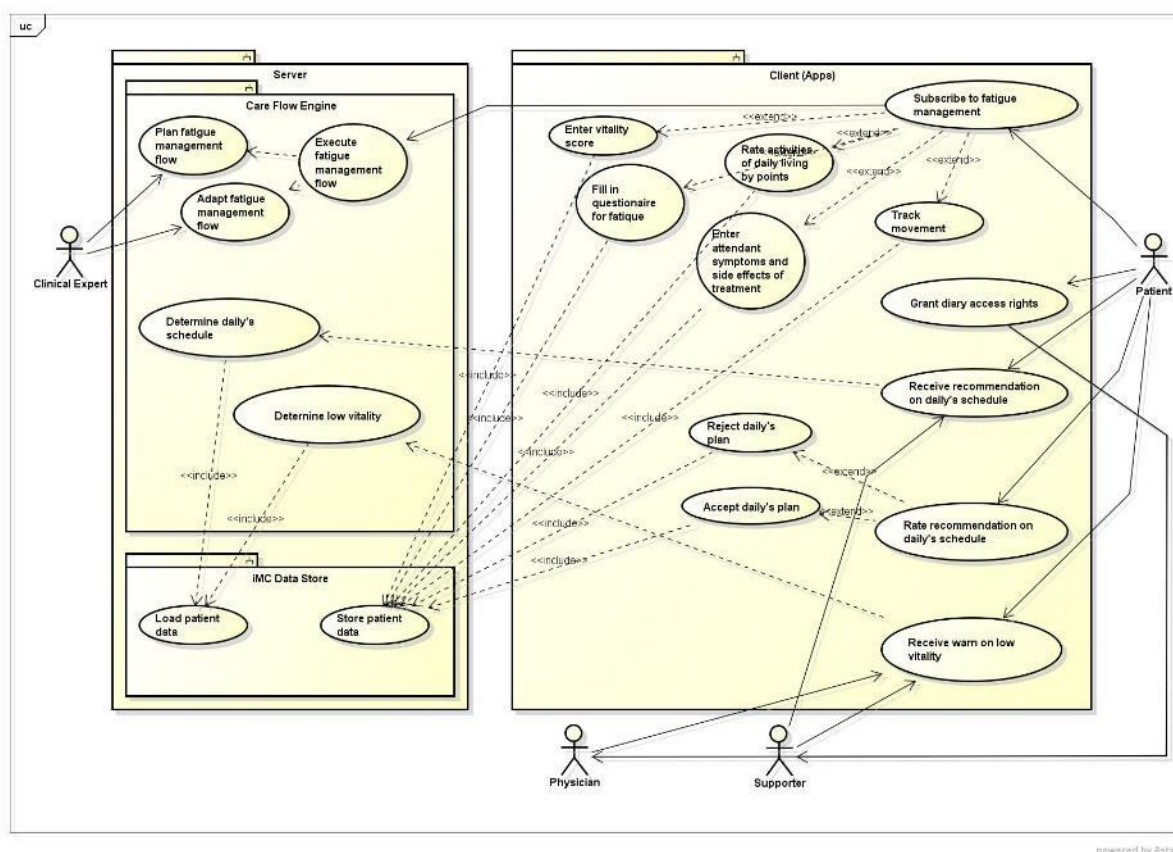 uc
Server
Care Flow Engine
Plan fatigue
management
flow
Execute
fatigue
management
flow
Adapt fatigue
management
flow
Clinical Expert
Determine daily's
schedule
Deternine low vitality
<<include>>
<<include>>
iMC Data Store
Load patient
data
Store patient
data
Client (Apps)
Subscribe to fatigue
management
<<extend>>
<<extend>>
<<extend>>
<<extend>>
<<extend>>
Enter vitality
score
Rate activities
of daily living
by points
Fill in
questionaire
for fatique
Enter
attendant
symptoms and
side effects of
treatment
Track
movement
Patient
Grant diary access rights
<<include>>
<<include>>
<<include>>
<<include>>
<<include>>
<<include>>
<<include>>
Receive recommendation
on daily's schedule
Reject daily's
plan
<<extend>>
Accept daily's plan
<<extend>>
Rate recommendation on
daily's schedule
Receive warn on low
vitality
Physician
Supporter
powered by Asta